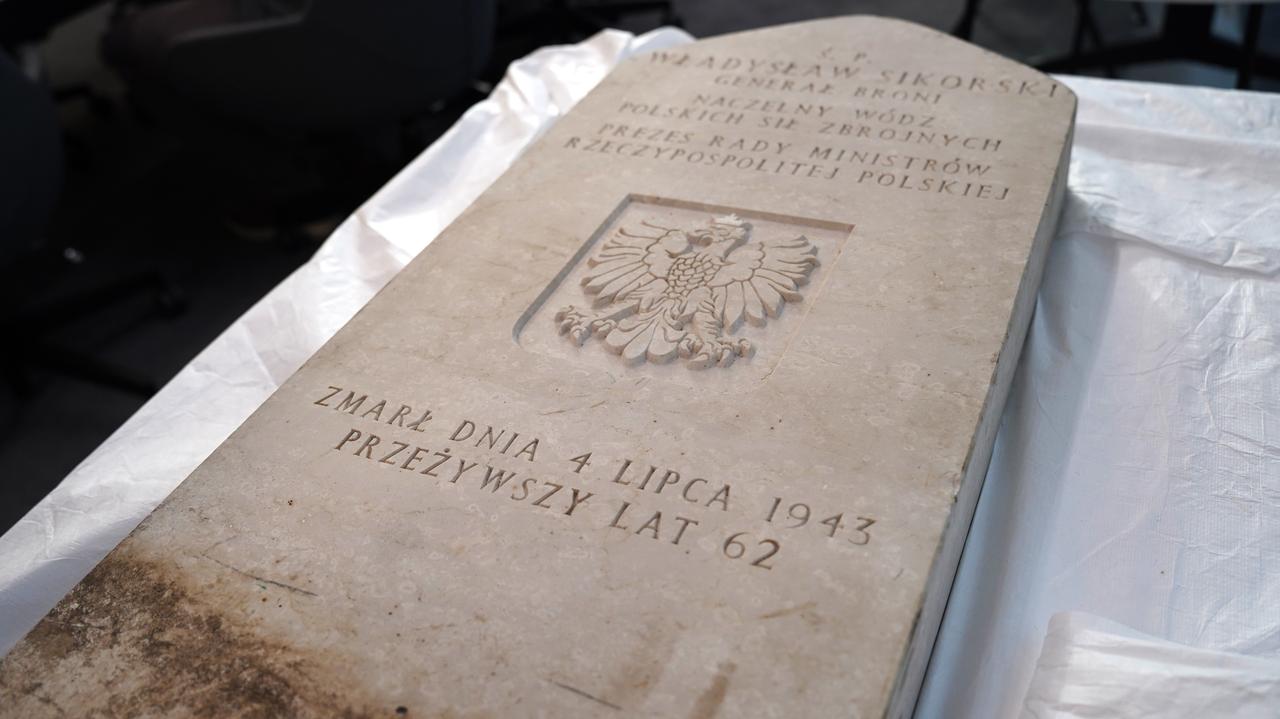 Ś. P.
WŁADYSŁAW SIKORSKI
GENERAŁ BRONI
NACZELNY WÓDZ
POLSKICH SIŁ ZBROJNYCH
PREZES RADY MINISTRÓW
RZECZYPOSPOLITEJ POLSKIEJ
ZMARŁ DNIA 4 LIPCA 1943
PRZEŻYWSZY LAT 62